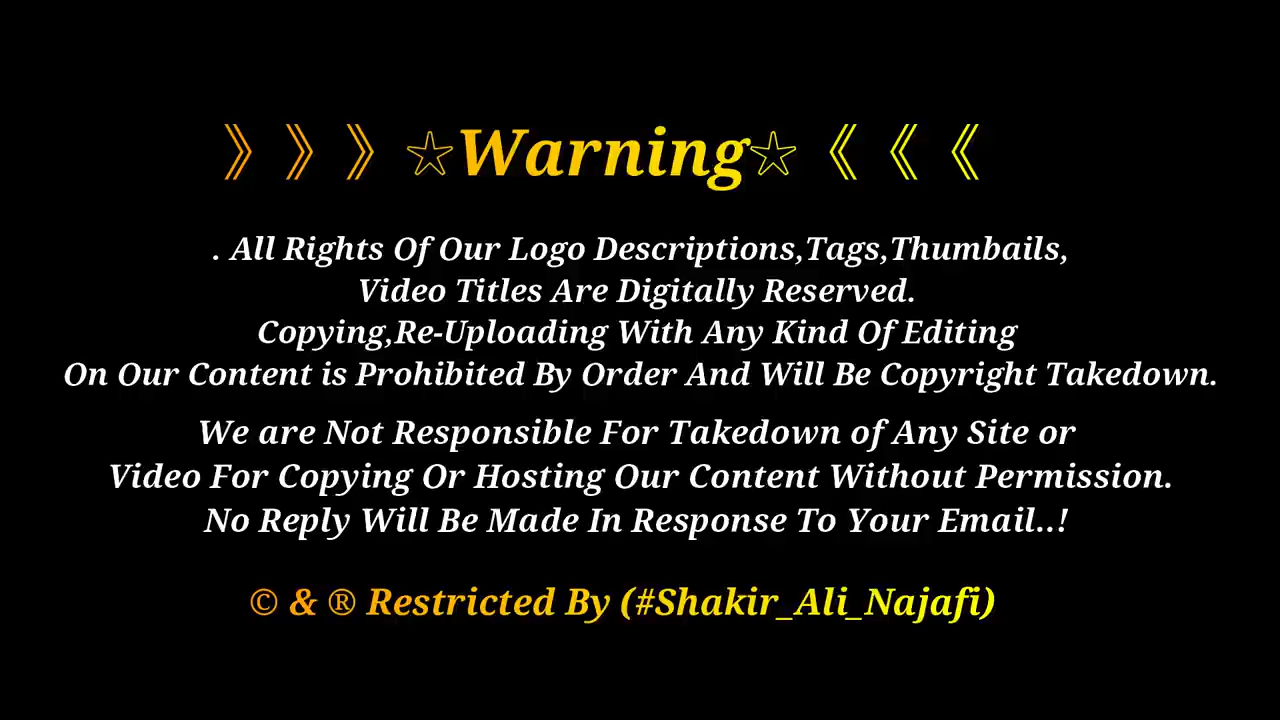 》》》☆Warning☆《《《
. All Rights Of Our Logo Descriptions,Tags,Thumbails,
Video Titles Are Digitally Reserved.
Copying,Re-Uploading With Any Kind Of Editing
On Our Content is Prohibited By Order And Will Be Copyright Takedown.
We are Not Responsible For Takedown of Any Site or
Video For Copying Or Hosting Our Content Without Permission.
No Reply Will Be Made In Response To Your Email..!
© & ® Restricted By (#Shakir_Ali_Najafi)